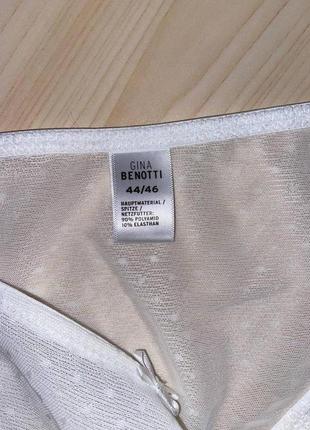 GINA
BENOTTI
44/46
HAUPTMATERIAL/
SPITZE /
NETZFUTTER:
90% POLYAMID
10% ELASTHAN